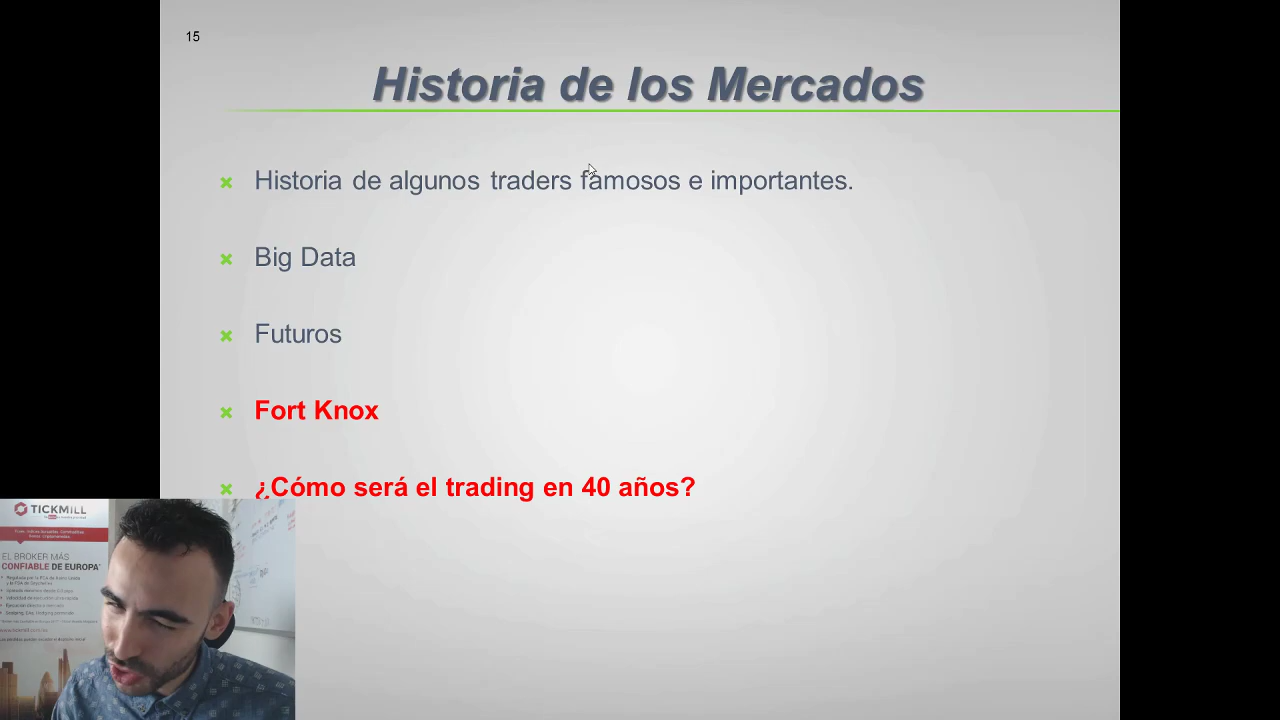 15
Historia de los Mercados
Historia de algunos traders famosos e importantes.
Big Data
Futuros
Fort Knox
¿Cómo será el trading en 40 años?
TICKMILL
EL BROKER MÁS
CONFIABLE DE EUROPA